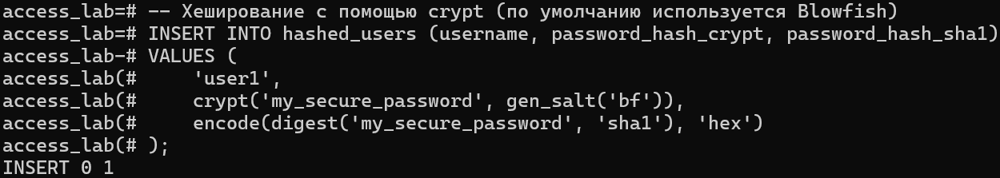 access_lab=# -- Хеширование с помощью crypt (по умолчанию используется Blowfish)
access_lab=# INSERT INTO hashed_users (username, password_hash_crypt, password_hash_sha1)
access_lab-# VALUES (
access_lab(#     'user1',
access_lab(#     crypt('my_secure_password', gen_salt('bf')),
access_lab(#     encode(digest('my_secure_password', 'sha1'), 'hex')
access_lab(# );
INSERT 0 1